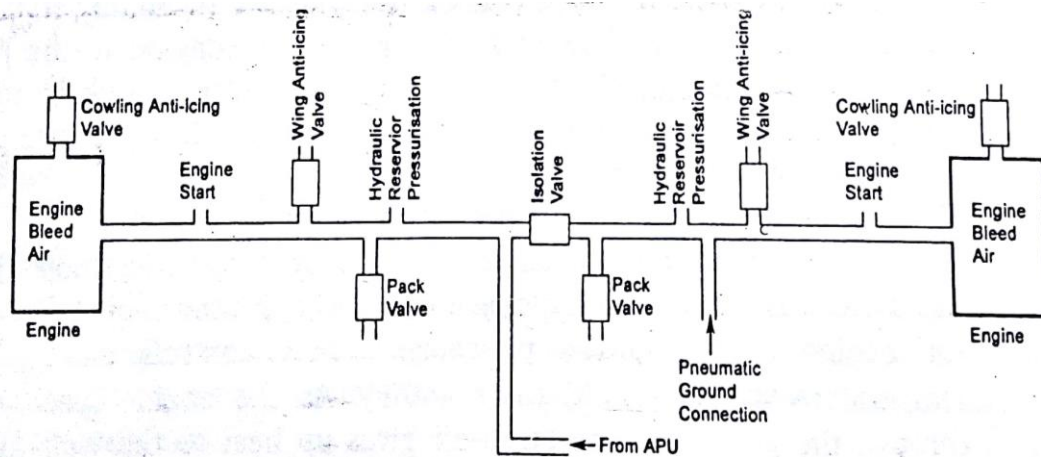 Cowling Anti-Icing
Valve
Engine
Bleed
Air
Engine
Engine
Start
Wing Anti-icing
Valve
Hydraulic
Reservior
Pressurisation
Pack
Valve
Isolation
Valve
From APU
Pack
Valve
Hydraulic
Reservoir
Pressurisation
Pneumatic
Ground
Connection
Wing Anti-icing
Valve
Engine
Start
Cowling Anti-icing
Valve
Engine
Bleed
Air
Engine